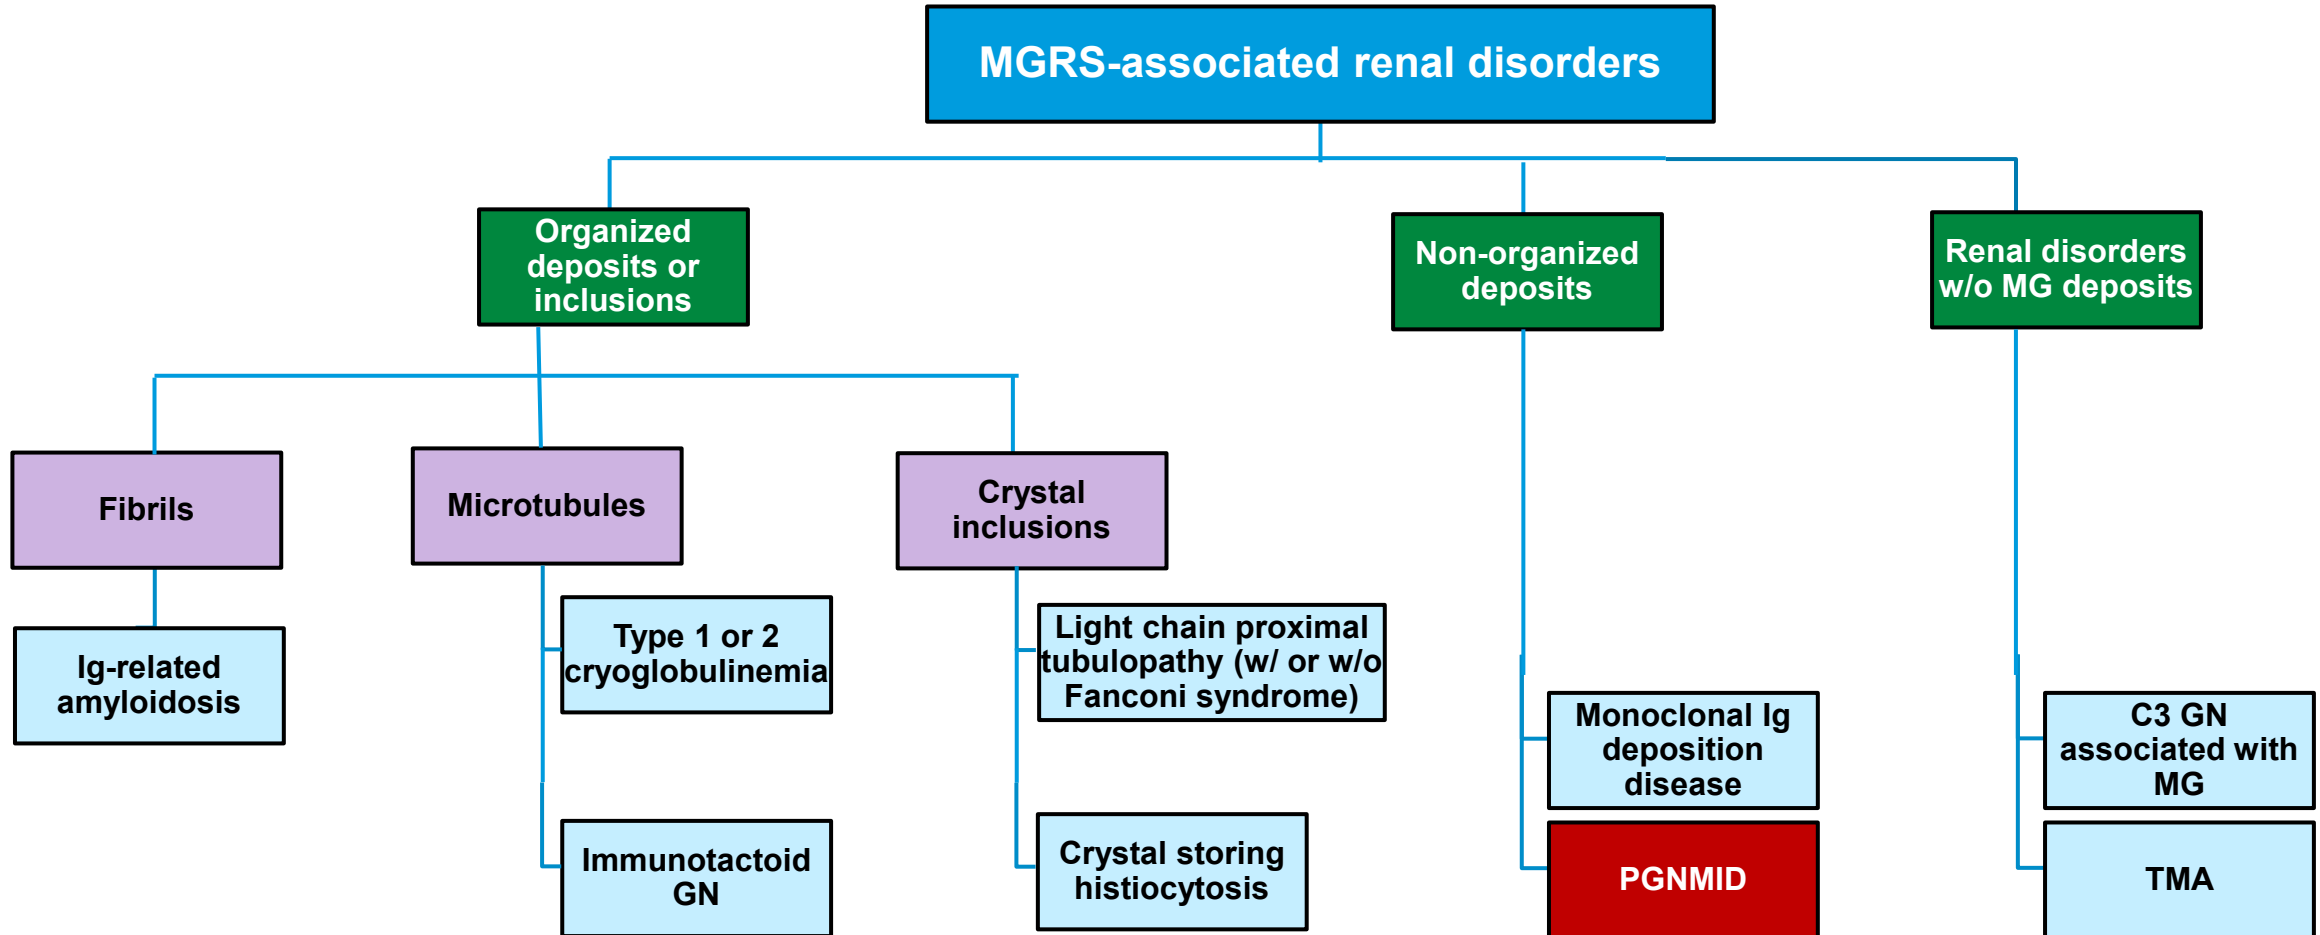 MGRS-associated renal disorders
Organized
deposits or
inclusions
Non-organized
deposits
Renal disorders
w/o MG deposits
Fibrils
Microtubules
Crystal
inclusions
Ig-related
amyloidosis
Type 1 or 2
cryoglobulinemia
Immunotactoid
GN
Light chain proximal
tubulopathy (w/ or w/o
Fanconi syndrome)
Crystal storing
histiocytosis
Monoclonal Ig
deposition
disease
PGNMID
C3 GN
associated with
MG
TMA